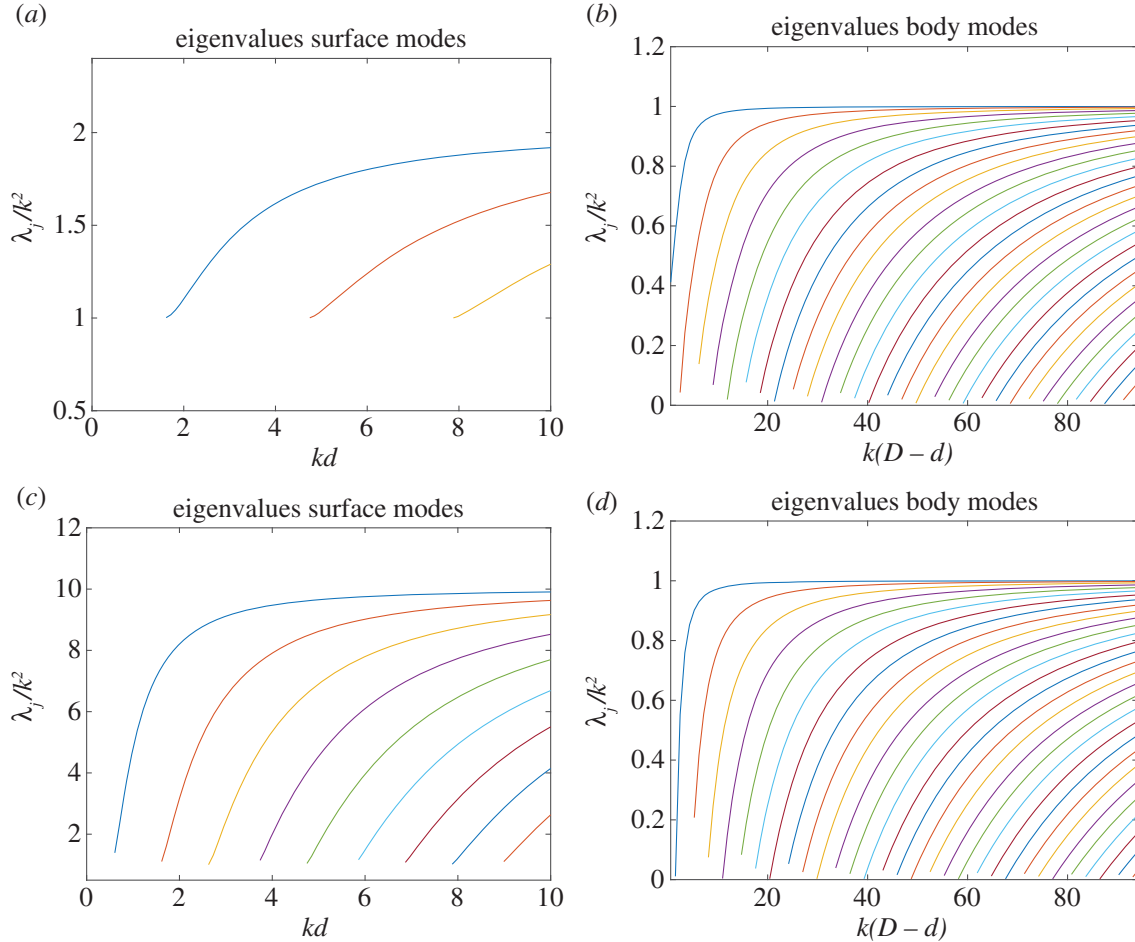 (a)
eigenvalues surface modes
2
1.5
1
0.5
0 2 4 6 8 10
λj/k²
kd
(b)
eigenvalues body modes
1.2
1
0.8
0.6
0.4
0.2
0
20 40 60 80
λj/k²
k(D – d)
(c)
eigenvalues surface modes
12
10
8
6
4
2
0 2 4 6 8 10
λj/k²
kd
(d)
eigenvalues body modes
1.2
1
0.8
0.6
0.4
0.2
0
20 40 60 80
λj/k²
k(D – d)